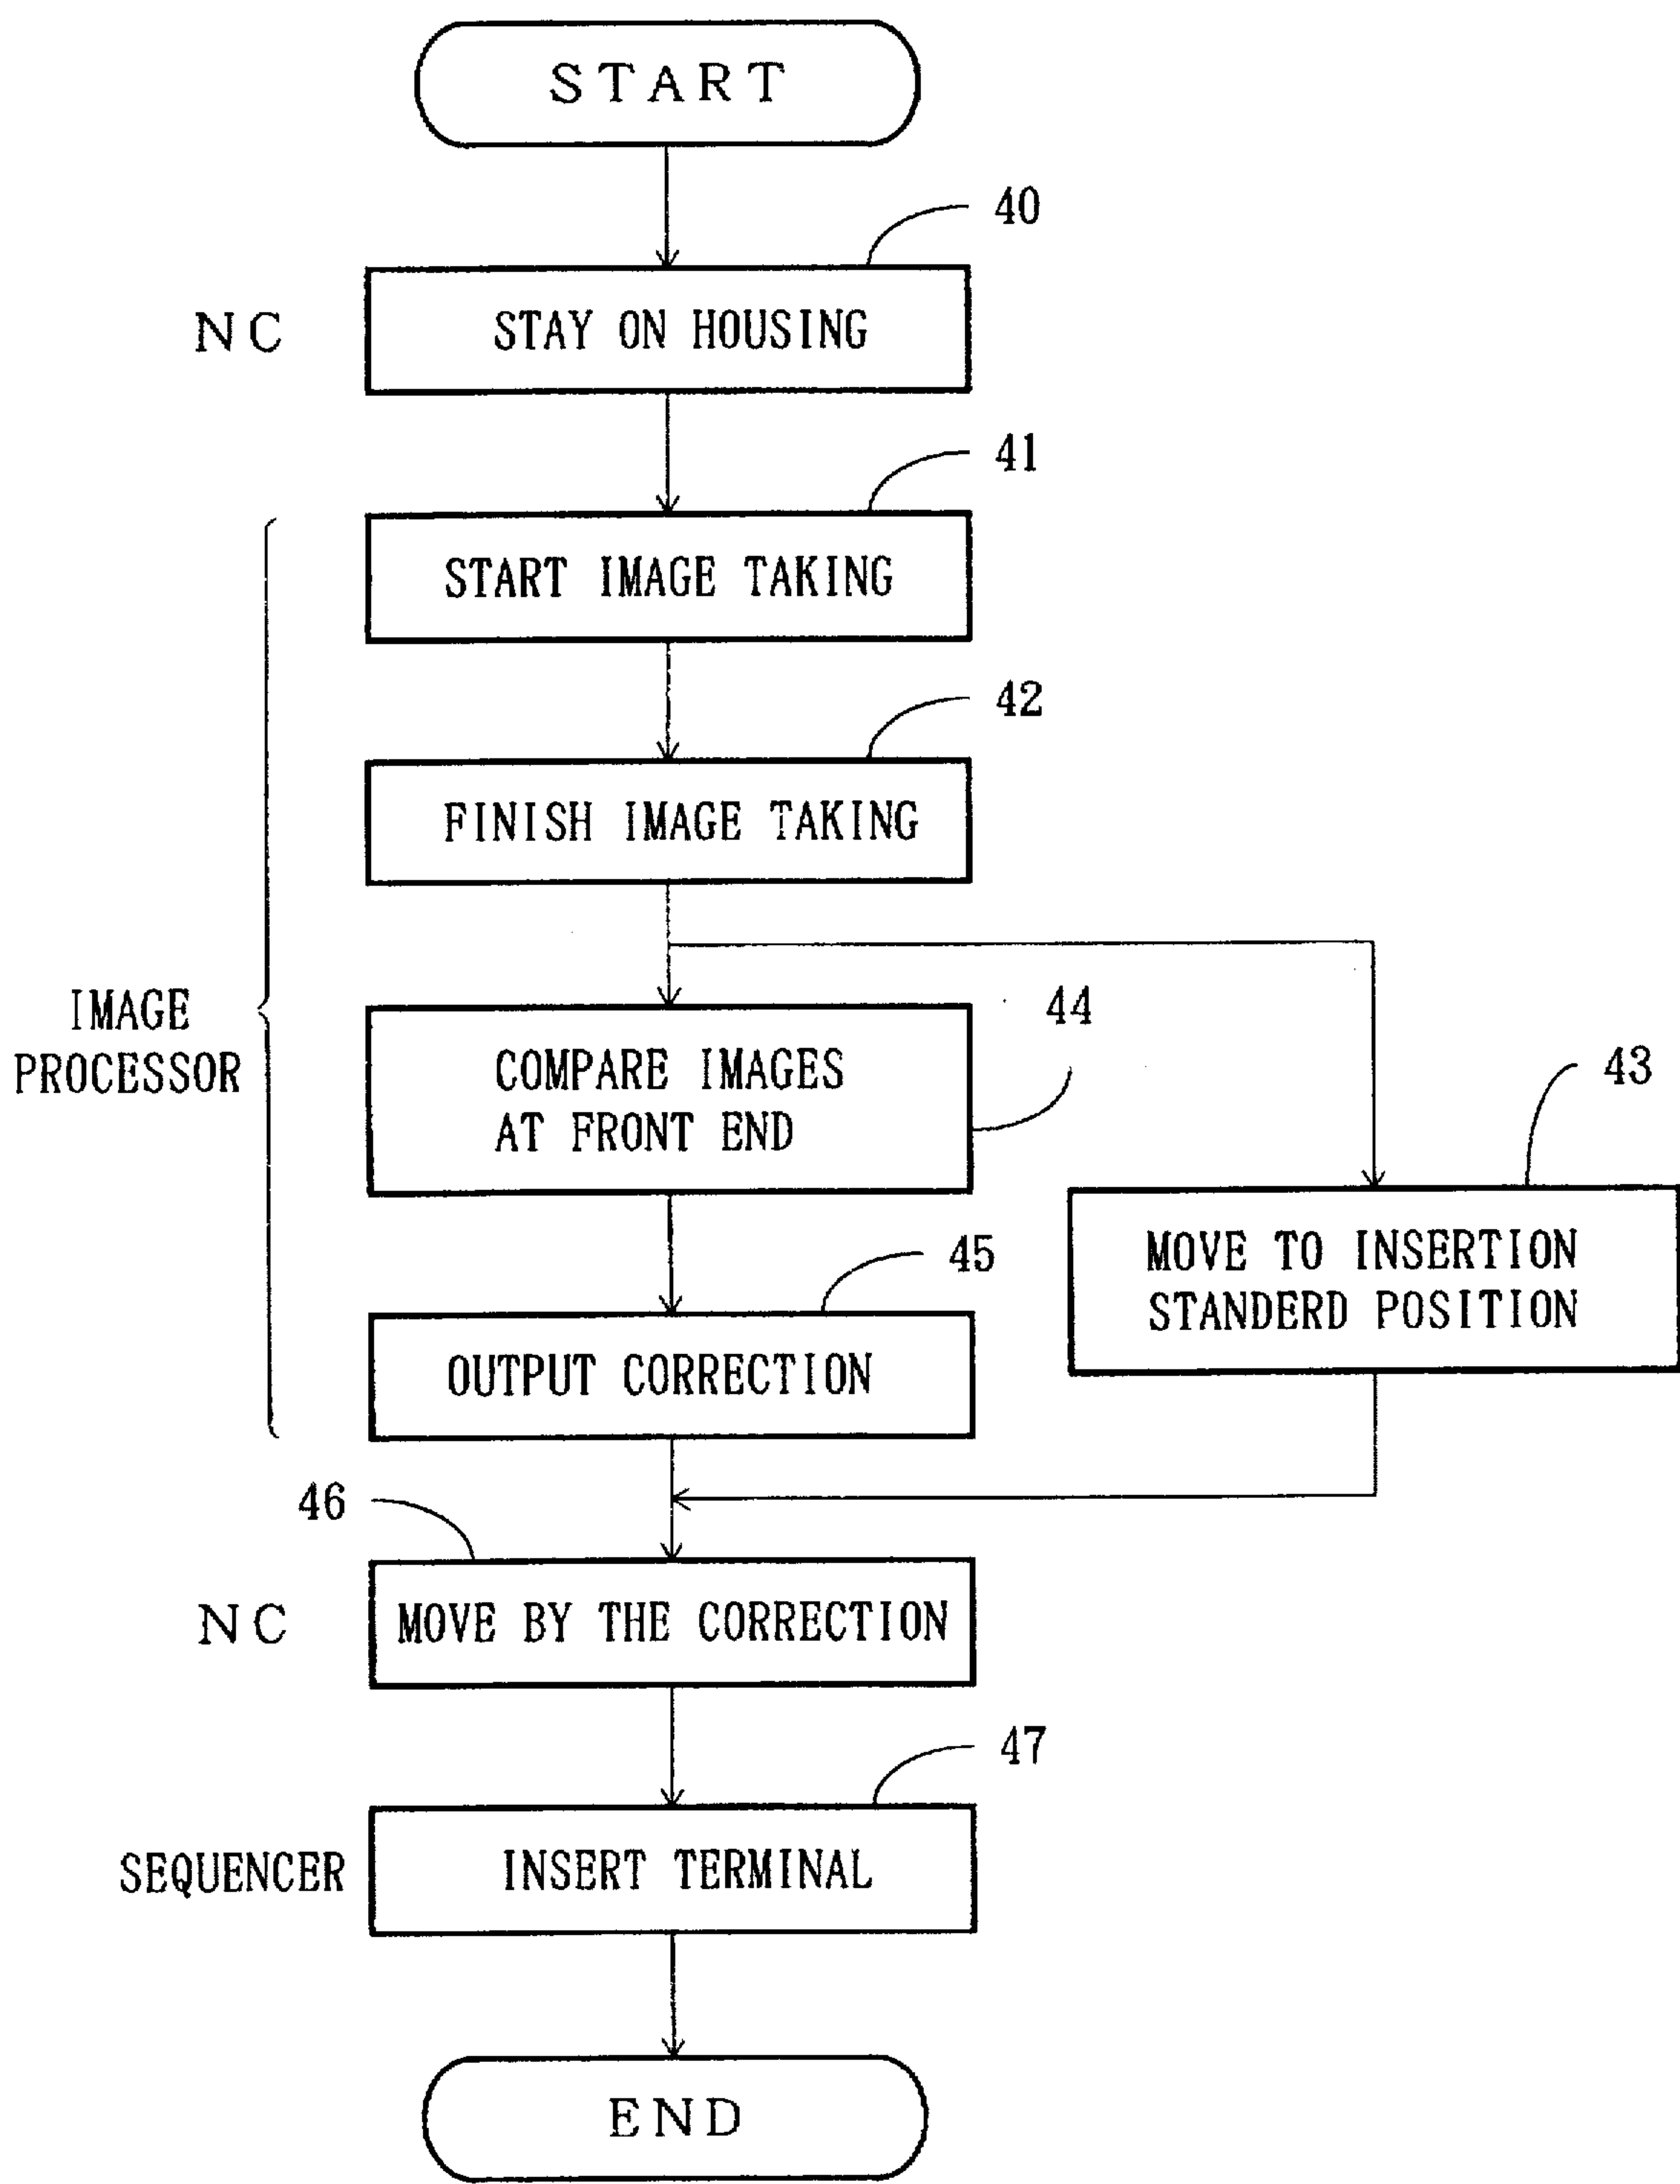 START
40
NC
STAY ON HOUSING
41
START IMAGE TAKING
42
FINISH IMAGE TAKING
IMAGE
PROCESSOR
44
COMPARE IMAGES
AT FRONT END
43
MOVE TO INSERTION
STANDERD POSITION
45
OUTPUT CORRECTION
46
NC
MOVE BY THE CORRECTION
47
SEQUENCER
INSERT TERMINAL
END